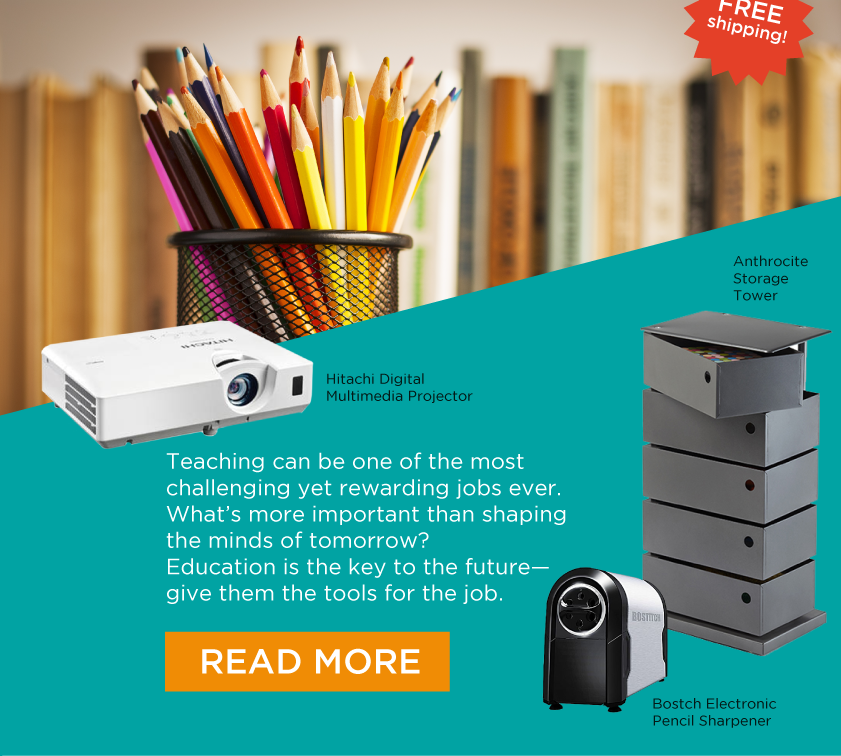 FREE
shipping!
Anthrocite
Storage
Tower
HITACHI
Hitachi Digital
Multimedia Projector
Teaching can be one of the most
challenging yet rewarding jobs ever.
What’s more important than shaping
the minds of tomorrow?
Education is the key to the future—
give them the tools for the job.
BOSTITCH
READ MORE
Bostch Electronic
Pencil Sharpener